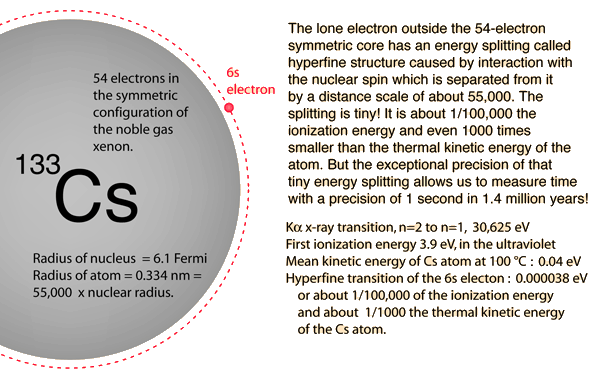 The lone electron outside the 54-electron
symmetric core has an energy splitting called
hyperfine structure caused by interaction with
the nuclear spin which is separated from it
by a distance scale of about 55,000. The
splitting is tiny! It is about 1/100,000 the
ionization energy and even 1000 times
smaller than the thermal kinetic energy of the
atom. But the exceptional precision of that
tiny energy splitting allows us to measure time
with a precision of 1 second in 1.4 million years!
6s
electron
54 electrons in
the symmetric
configuration of
the noble gas
xenon.
133
Cs
Radius of nucleus = 6.1 Fermi
Radius of atom = 0.334 nm =
55,000 x nuclear radius.
Kα x-ray transition, n=2 to n=1, 30,625 eV
First ionization energy 3.9 eV, in the ultraviolet
Mean kinetic energy of Cs atom at 100 °C : 0.04 eV
Hyperfine transition of the 6s electon : 0.000038 eV
or about 1/100,000 of the ionization energy
and about 1/1000 the thermal kinetic energy
of the Cs atom.